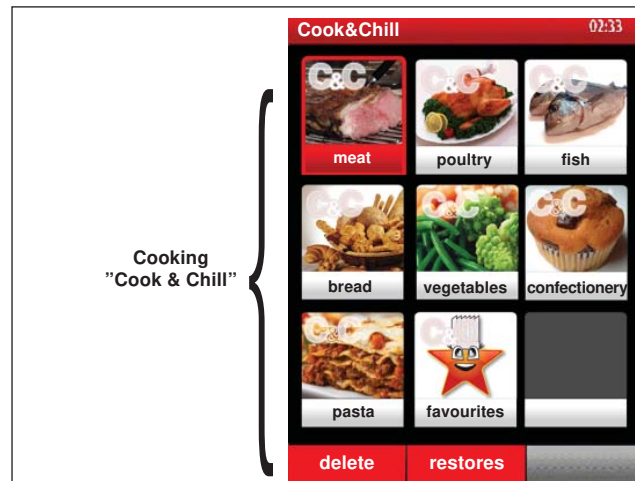 Cook&Chill 02:33
Cooking
"Cook & Chill"
C&C C&C C&C
meat poultry fish
C&C C&C C&C
bread vegetables confectionery
C&C C&C
pasta favourites
delete restores